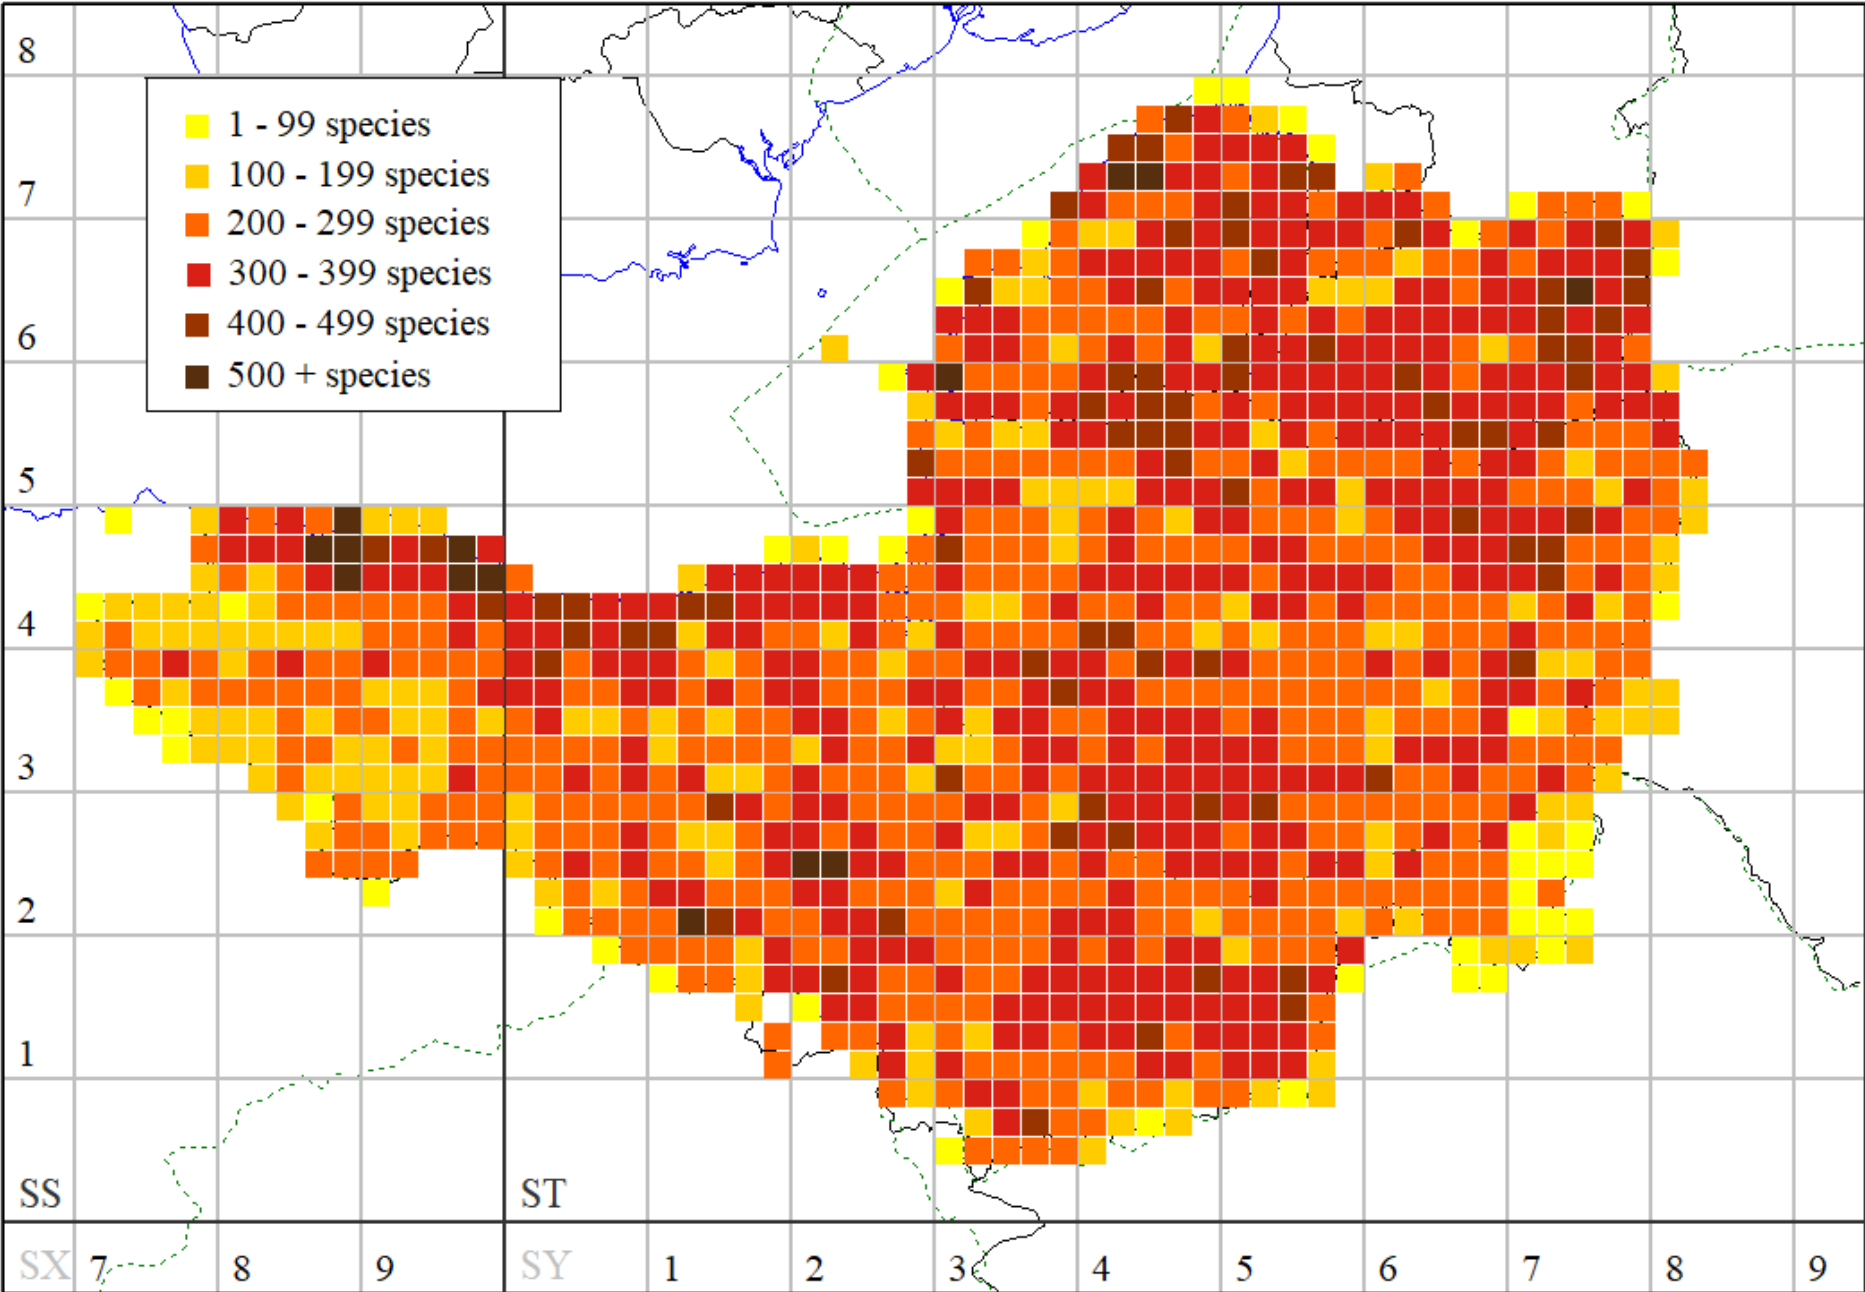 8
1 - 99 species
100 - 199 species
7
200 - 299 species
300 - 399 species
400 - 499 species
6
500 + species
5
4
3
2
1
SS ST
SX 7 8 9 SY 1 2 3 4 5 6 7 8 9